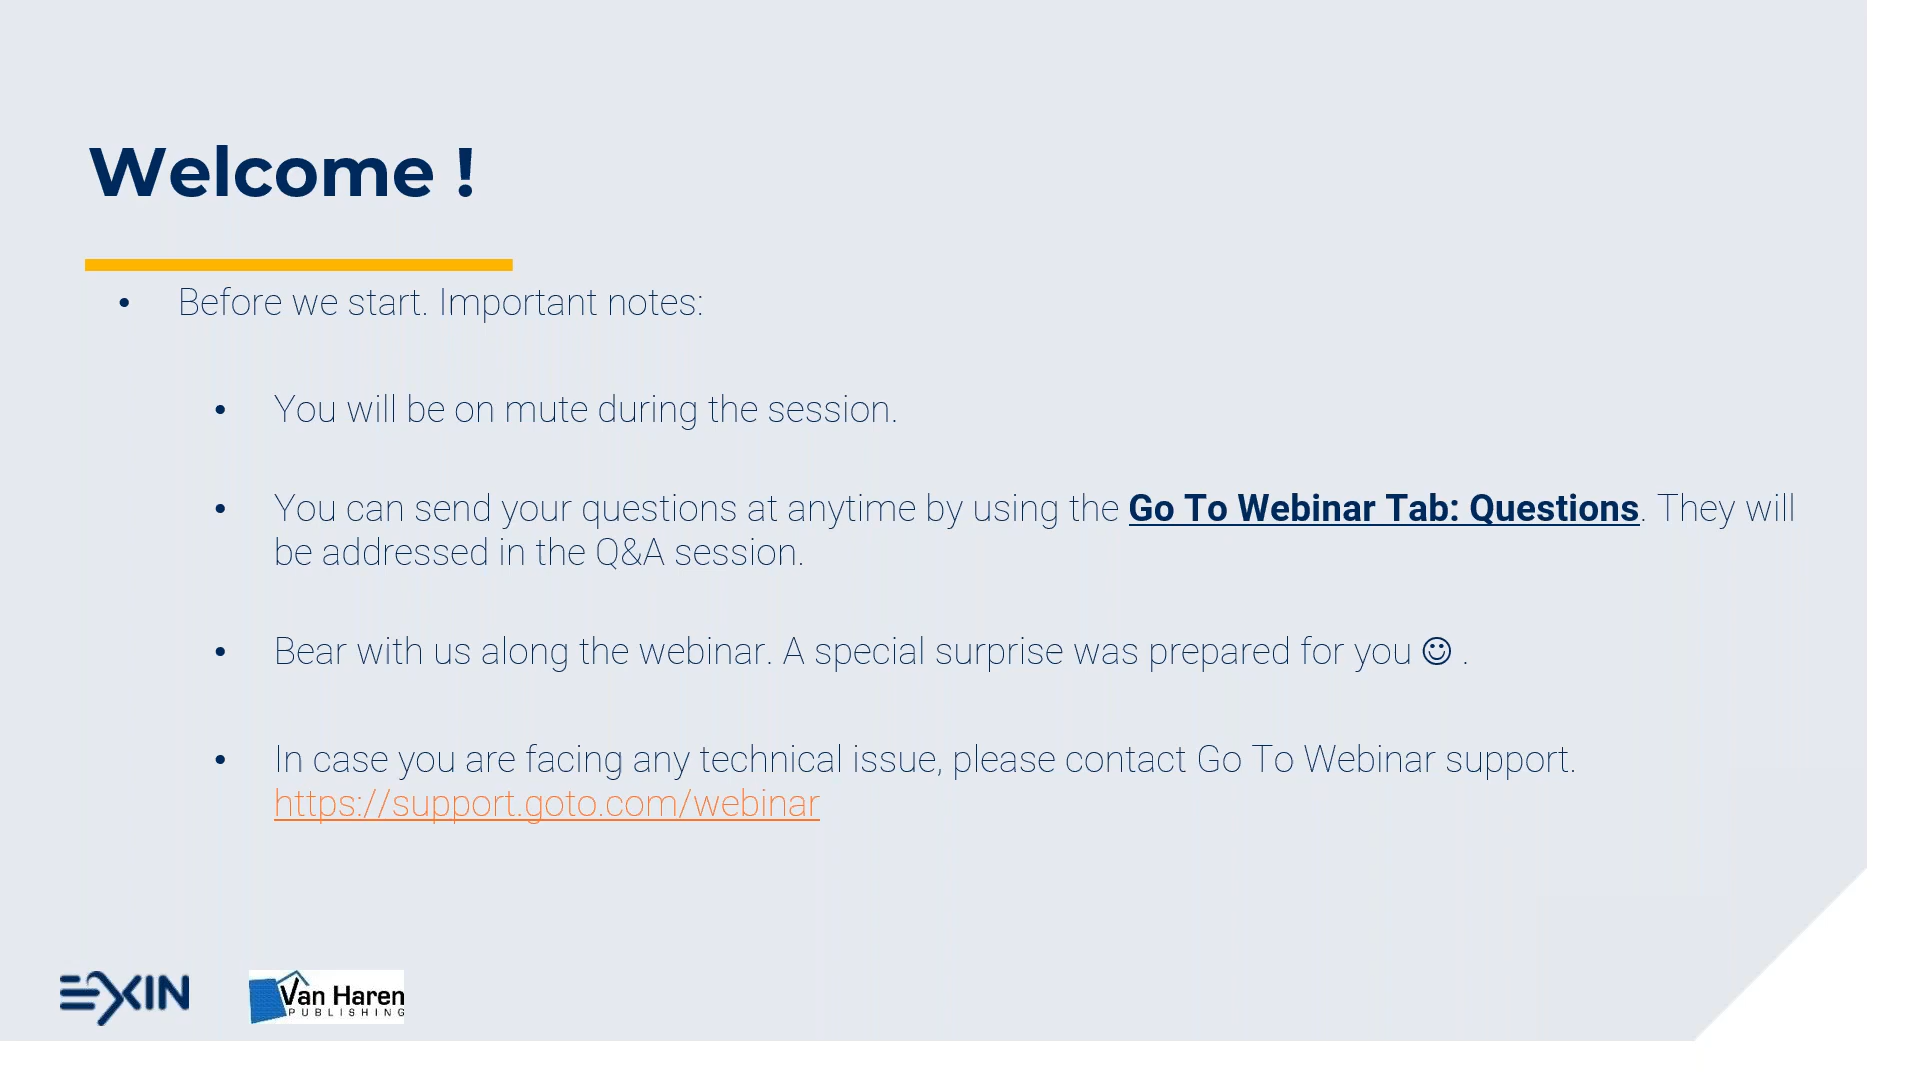 Welcome !
• Before we start. Important notes:
• You will be on mute during the session.
• You can send your questions at anytime by using the Go To Webinar Tab: Questions. They will
be addressed in the Q&A session.
• Bear with us along the webinar. A special surprise was prepared for you ☺ .
• In case you are facing any technical issue, please contact Go To Webinar support.
https://support.goto.com/webinar
EXIN
Van Haren
PUBLISHING